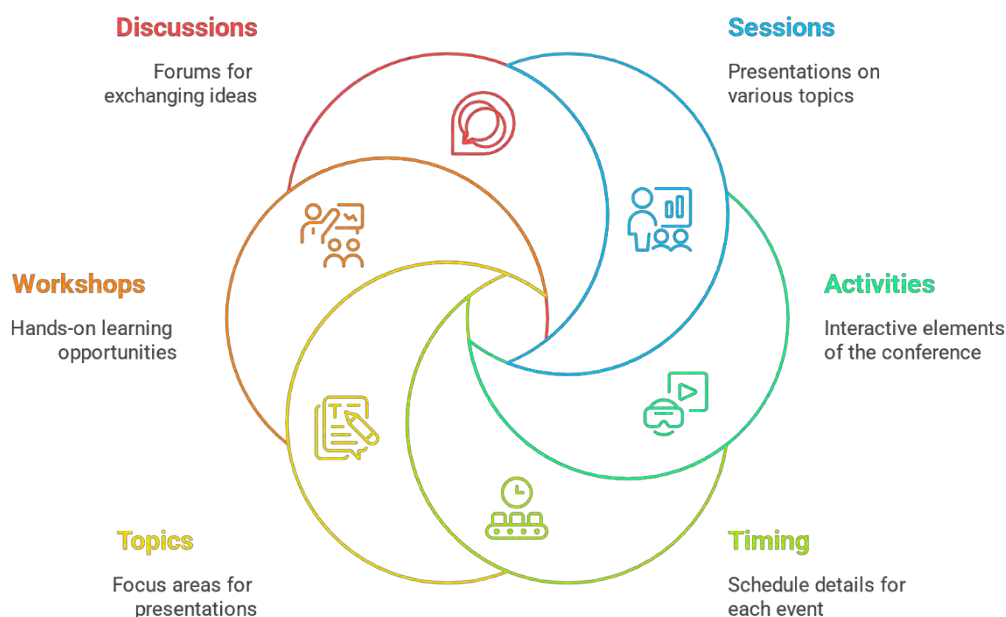 Discussions
Forums for
exchanging ideas
Sessions
Presentations on
various topics
Workshops
Hands-on learning
opportunities
Activities
Interactive elements
of the conference
Topics
Focus areas for
presentations
Timing
Schedule details for
each event
T